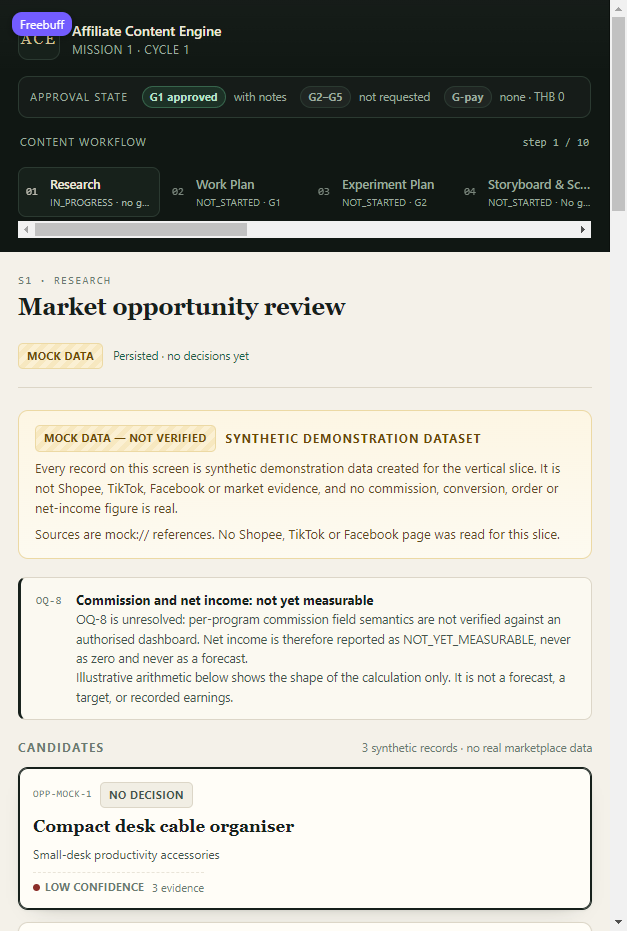 Freebuff
ACE
Affiliate Content Engine
MISSION 1 · CYCLE 1
APPROVAL STATE G1 approved with notes G2–G5 not requested G-pay none · THB 0
CONTENT WORKFLOW step 1 / 10
01 Research IN_PROGRESS · no g...
02 Work Plan NOT_STARTED · G1
03 Experiment Plan NOT_STARTED · G2
04 Storyboard & Sc... NOT_STARTED · No g...
S1 · RESEARCH
Market opportunity review
MOCK DATA Persisted · no decisions yet
MOCK DATA — NOT VERIFIED SYNTHETIC DEMONSTRATION DATASET
Every record on this screen is synthetic demonstration data created for the vertical slice. It is
not Shopee, TikTok, Facebook or market evidence, and no commission, conversion, order or
net-income figure is real.
Sources are mock:// references. No Shopee, TikTok or Facebook page was read for this slice.
OQ-8 Commission and net income: not yet measurable
OQ-8 is unresolved: per-program commission field semantics are not verified against an
authorised dashboard. Net income is therefore reported as NOT_YET_MEASURABLE, never
as zero and never as a forecast.
Illustrative arithmetic below shows the shape of the calculation only. It is not a forecast, a
target, or recorded earnings.
CANDIDATES 3 synthetic records · no real marketplace data
OPP-MOCK-1 NO DECISION
Compact desk cable organiser
Small-desk productivity accessories
LOW CONFIDENCE 3 evidence